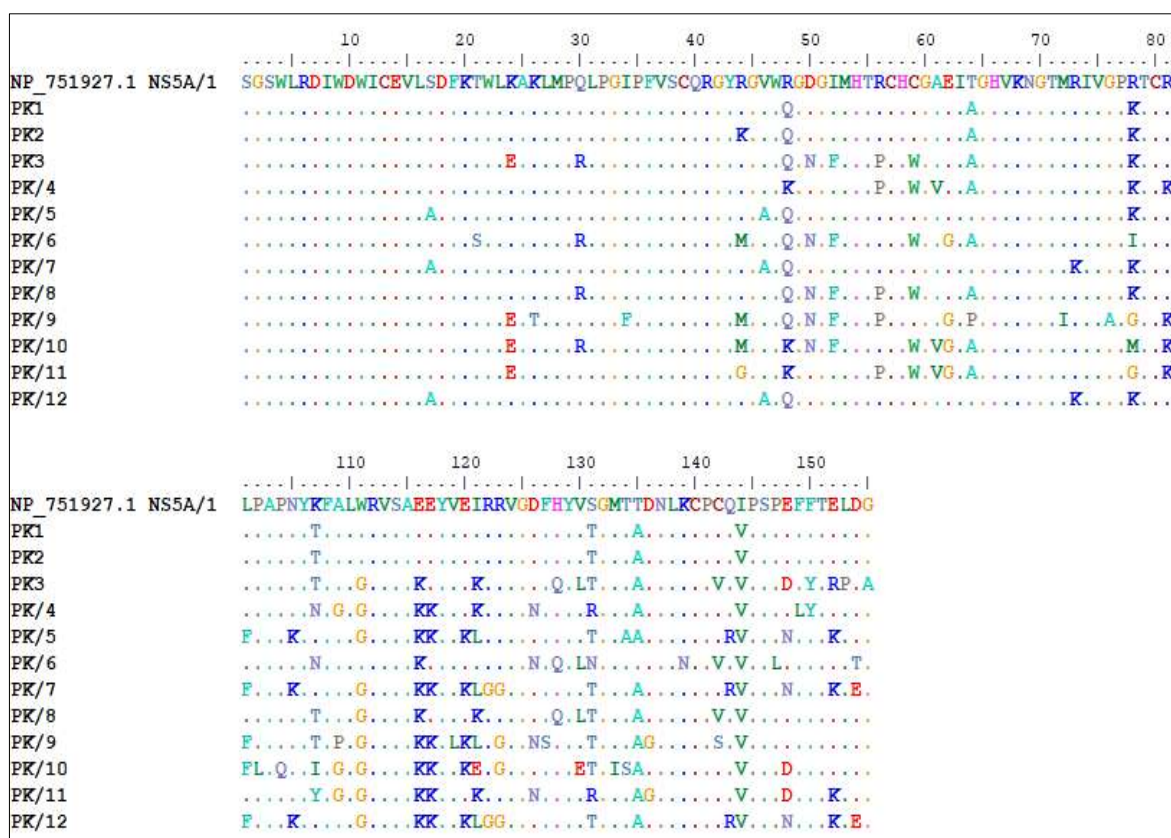 10 20 30 40 50 60 70 80
NP_751927.1 NS5A/1 SGSWLRDIWDWICEVLSDFKTWLKAKLMPQLPGIPFVSCQRGYRGVWRGDGIMHTRCHCGAEITGHVKNGTMRIVGPRTCR
PK1 ...............................................Q...............A.............K...
PK2 ...........................................K...Q...............A.............K...
PK3 .......................E.....R.................Q.N.F...P..W....A.............K...
PK/4 ...............................................K.......P..W.V..A.............K..K
PK/5 ................A............................A.Q.............................K...
PK/6 ....................S........R.............M...Q.N.F......W..G.A.............I...
PK/7 ................A............................A.Q........................K....K...
PK/8 .............................R.................Q.N.F...P..W....A.............K...
PK/9 .......................E.T.......F.........M...Q.N.F...P.....G.P.......I...A.G..K
PK/10 .......................E.....R.............M...K.N.F......W.VG.A.............M..K
PK/11 .......................E...................G...K.......P..W.VG.A.............G..K
PK/12 ................A............................A.Q........................K....K...
110 120 130 140 150
NP_751927.1 NS5A/1 LPAPNYKFALWRVSAEEYVEIRRVGDFHYVSGMTTDNLKCPCQIPSPEFFTELDG
PK1 ......T.......................T...A........V...........
PK2 ......T.......................T...A........V...........
PK3 ......T...G....K....K......Q.LT...A......V.V...D.Y.RP.A
PK/4 ......N.G.G....KK...K....N....R...A........V....LY.....
PK/5 F...K.....G....KK..KL.........T..AA.......RV...N...K...
PK/6 ......N........K.........N.Q.LN.......N..V.V..L......T.
PK/7 F...K.....G....KK..KLGG.......T...A.......RV...N...K.E.
PK/8 ......T...G....K....K......Q.LT...A......V.V...........
PK/9 F.....T.P.G....KK.LKL.G..NS...T...AG.....S.V...........
PK/10 FL.Q..I.G.G....KK..KE.G......ET.ISA........V...D.......
PK/11 ......Y.G.G....KK...K....N....R...AG.......V...D...K...
PK/12 F...K.....G....KK..KLGG.......T...A.......RV...N...K.E.